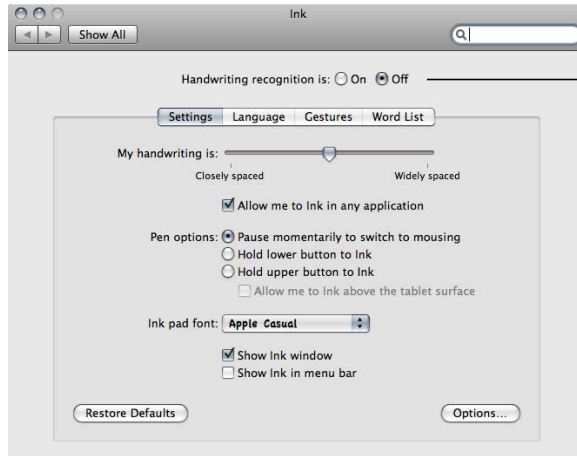 Ink
Show All
Handwriting recognition is: On Off
Settings Language Gestures Word List
My handwriting is:
Closely spaced Widely spaced
Allow me to Ink in any application
Pen options: Pause momentarily to switch to mousing
Hold lower button to Ink
Hold upper button to Ink
Allow me to Ink above the tablet surface
Ink pad font: Apple Casual
Show Ink window
Show Ink in menu bar
Restore Defaults Options...